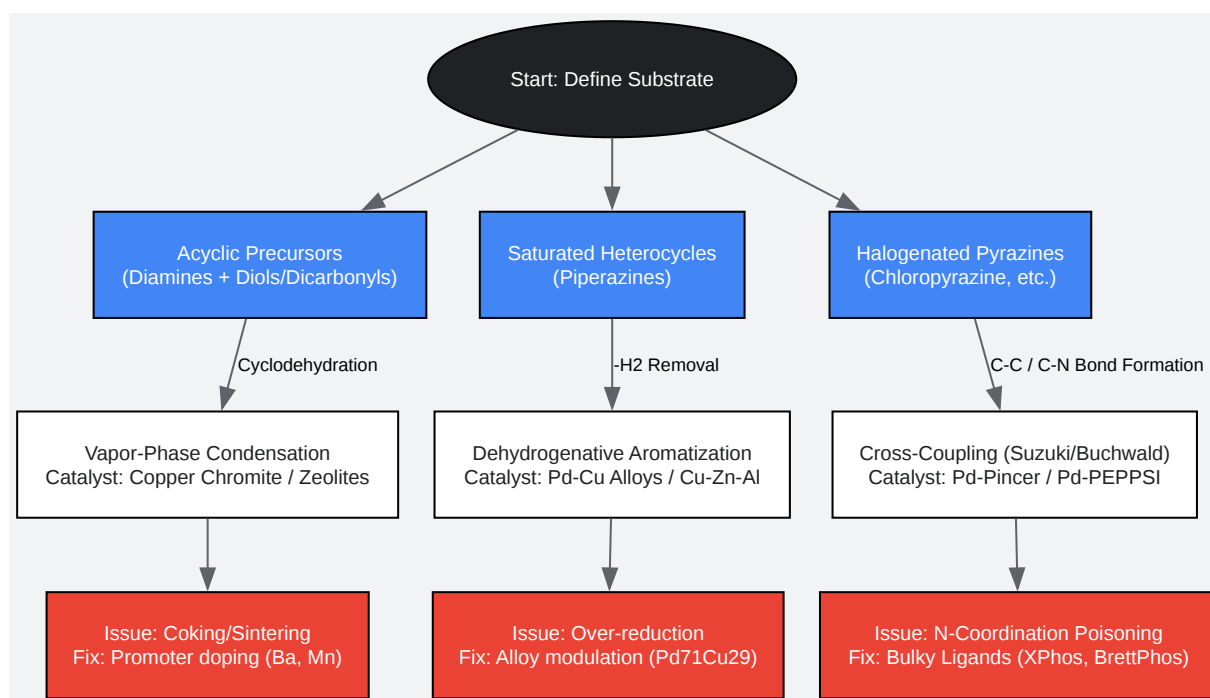 Start: Define Substrate
Acyclic Precursors
(Diamines + Diols/Dicarbonyls)
Saturated Heterocycles
(Piperazines)
Halogenated Pyrazines
(Chloropyrazine, etc.)
Cyclodehydration
-H2 Removal
C-C / C-N Bond Formation
Vapor-Phase Condensation
Catalyst: Copper Chromite / Zeolites
Dehydrogenative Aromatization
Catalyst: Pd-Cu Alloys / Cu-Zn-Al
Cross-Coupling (Suzuki/Buchwald)
Catalyst: Pd-Pincer / Pd-PEPPSI
Issue: Coking/Sintering
Fix: Promoter doping (Ba, Mn)
Issue: Over-reduction
Fix: Alloy modulation (Pd71Cu29)
Issue: N-Coordination Poisoning
Fix: Bulky Ligands (XPhos, BrettPhos)